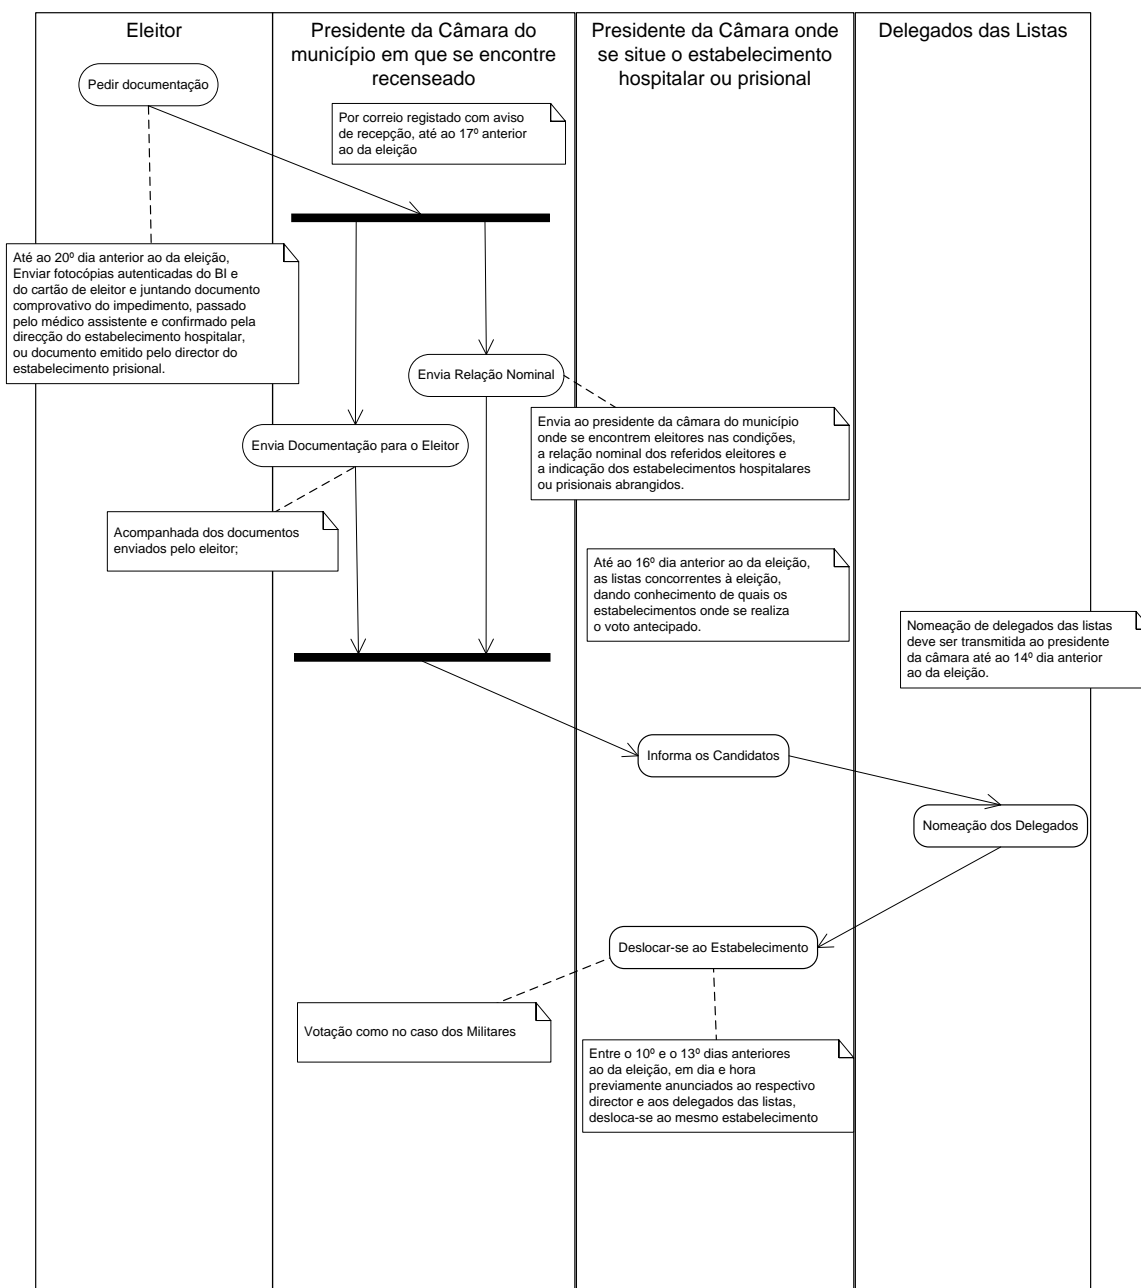 Eleitor
Presidente da Câmara do
município em que se encontre
recenseado
Presidente da Câmara onde
se situe o estabelecimento
hospitalar ou prisional
Delegados das Listas
Pedir documentação
Por correio registado com aviso
de recepção, até ao 17º anterior
ao da eleição
Até ao 20º dia anterior ao da eleição,
Enviar fotocópias autenticadas do BI e
do cartão de eleitor e juntando documento
comprovativo do impedimento, passado
pelo médico assistente e confirmado pela
direcção do estabelecimento hospitalar,
ou documento emitido pelo director do
estabelecimento prisional.
Envia Relação Nominal
Envia ao presidente da câmara do município
onde se encontrem eleitores nas condições,
a relação nominal dos referidos eleitores e
a indicação dos estabelecimentos hospitalares
ou prisionais abrangidos.
Envia Documentação para o Eleitor
Acompanhada dos documentos
enviados pelo eleitor;
Até ao 16º dia anterior ao da eleição,
as listas concorrentes à eleição,
dando conhecimento de quais os
estabelecimentos onde se realiza
o voto antecipado.
Nomeação de delegados das listas
deve ser transmitida ao presidente
da câmara até ao 14º dia anterior
ao da eleição.
Informa os Candidatos
Nomeação dos Delegados
Deslocar-se ao Estabelecimento
Votação como no caso dos Militares
Entre o 10º e o 13º dias anteriores
ao da eleição, em dia e hora
previamente anunciados ao respectivo
director e aos delegados das listas,
desloca-se ao mesmo estabelecimento